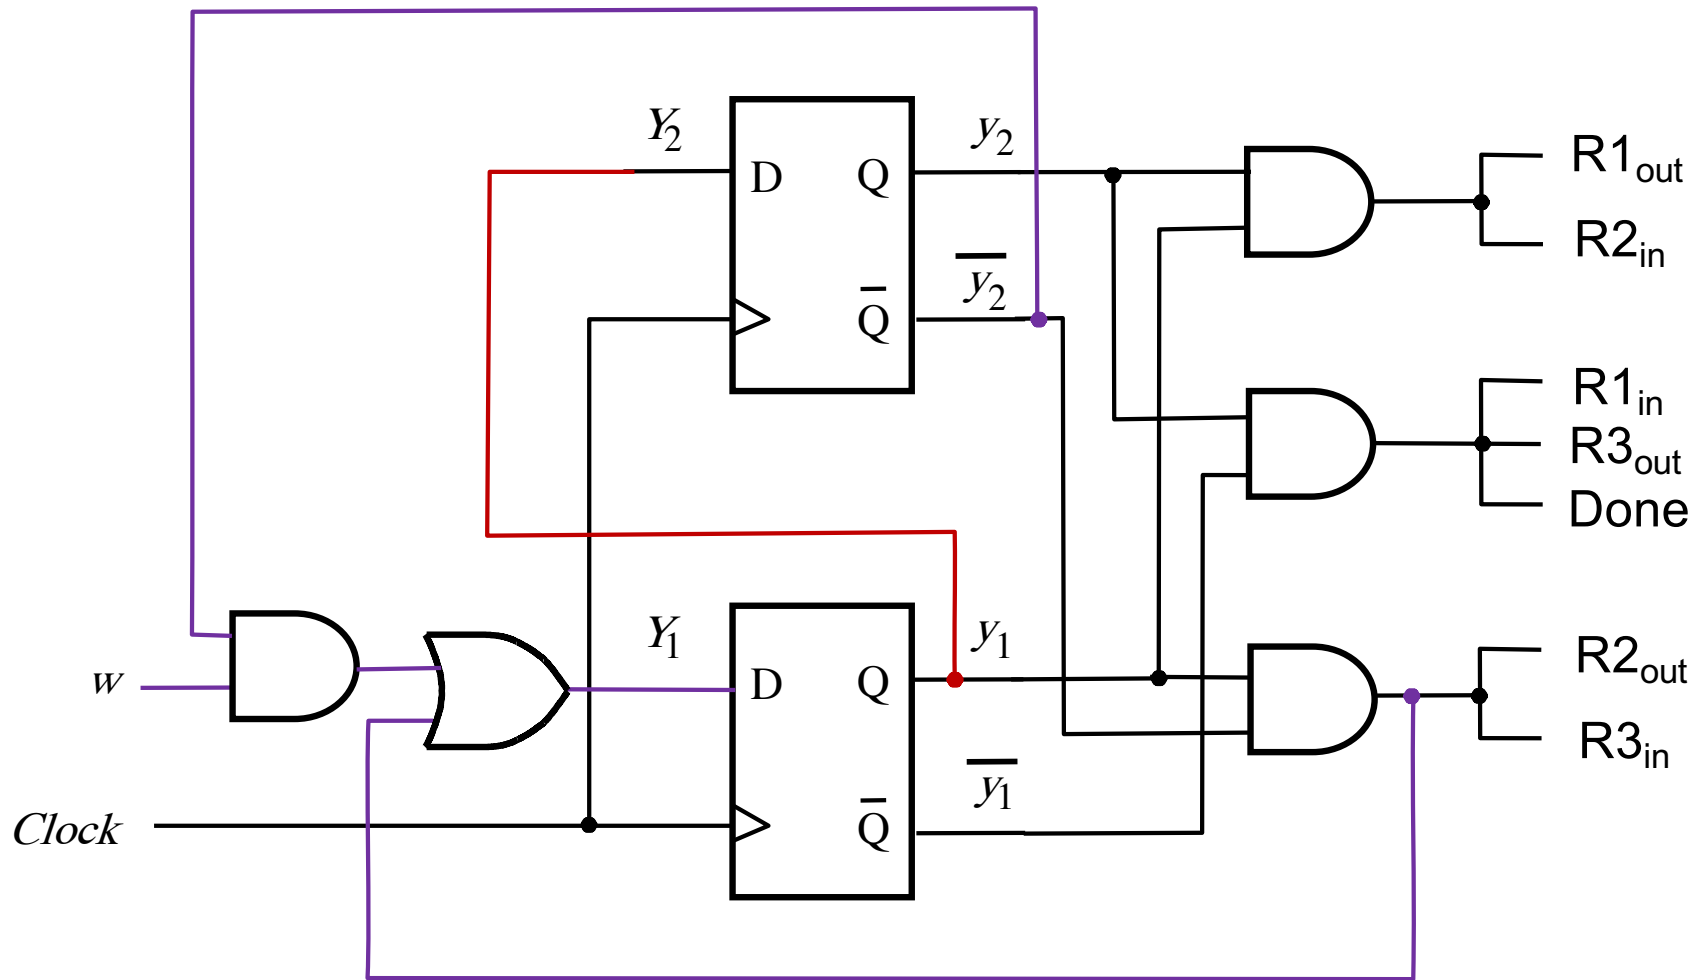 Y₂
y₂
D
Q
R1out
R2in
y₂̅
Q̅
R1in
R3out
Done
Y₁
y₁
D
Q
w
R2out
R3in
y₁̅
Clock
Q̅